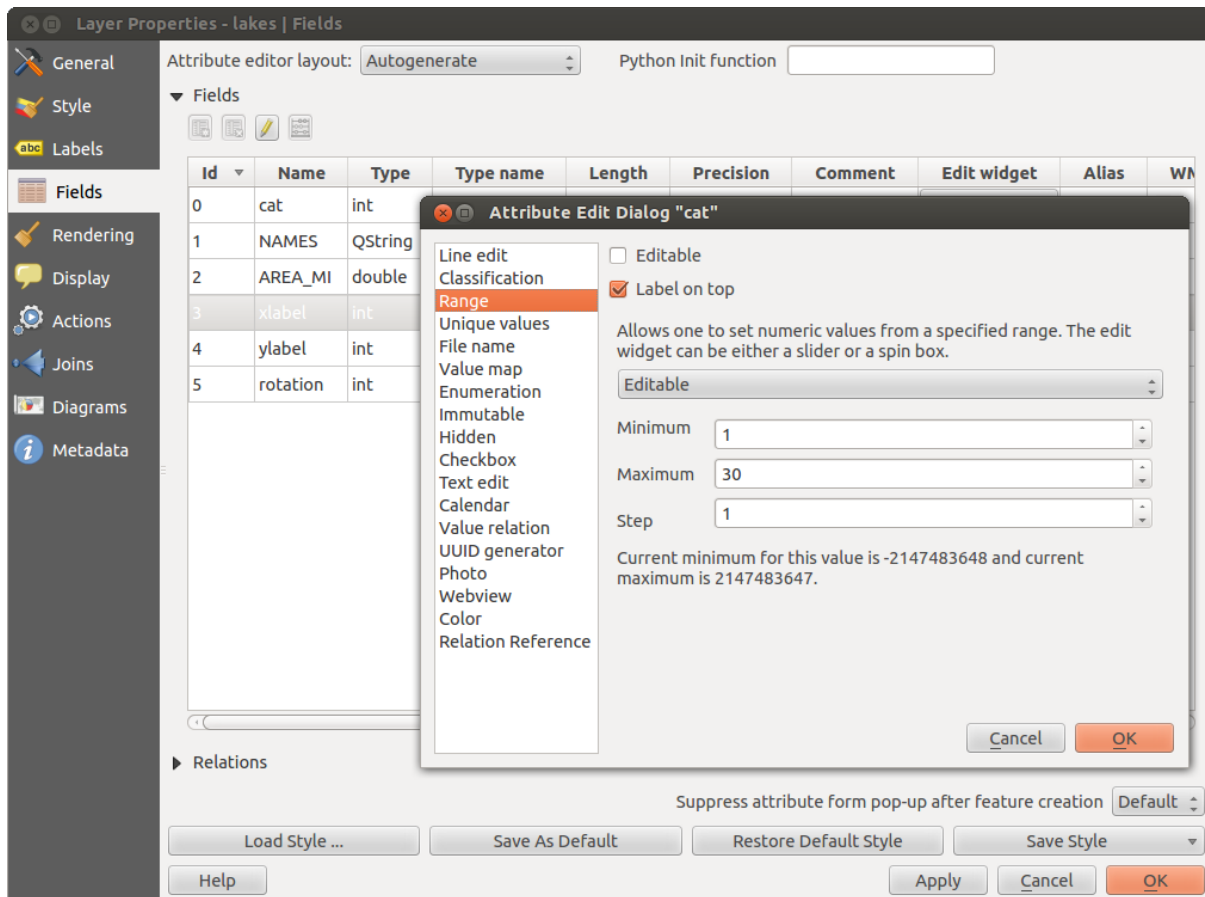 Layer Properties - lakes | Fields
General
Style
abc Labels
Fields
Rendering
Display
Actions
Joins
Diagrams
i Metadata
Attribute editor layout: Autogenerate Python Init function
Fields
Id Name Type Type name Length Precision Comment Edit widget Alias
0 cat int
1 NAMES QString
2 AREA_MI double
3 xlabel int
4 ylabel int
5 rotation int
Attribute Edit Dialog "cat"
Line edit
Classification
Range
Unique values
File name
Value map
Enumeration
Immutable
Hidden
Checkbox
Text edit
Calendar
Value relation
UUID generator
Photo
Webview
Color
Relation Reference
Editable
Label on top
Allows one to set numeric values from a specified range. The edit
widget can be either a slider or a spin box.
Editable
Minimum 1
Maximum 30
Step 1
Current minimum for this value is -2147483648 and current
maximum is 2147483647.
Cancel OK
Relations
Suppress attribute form pop-up after feature creation Default
Load Style ... Save As Default Restore Default Style Save Style
Help Apply Cancel OK